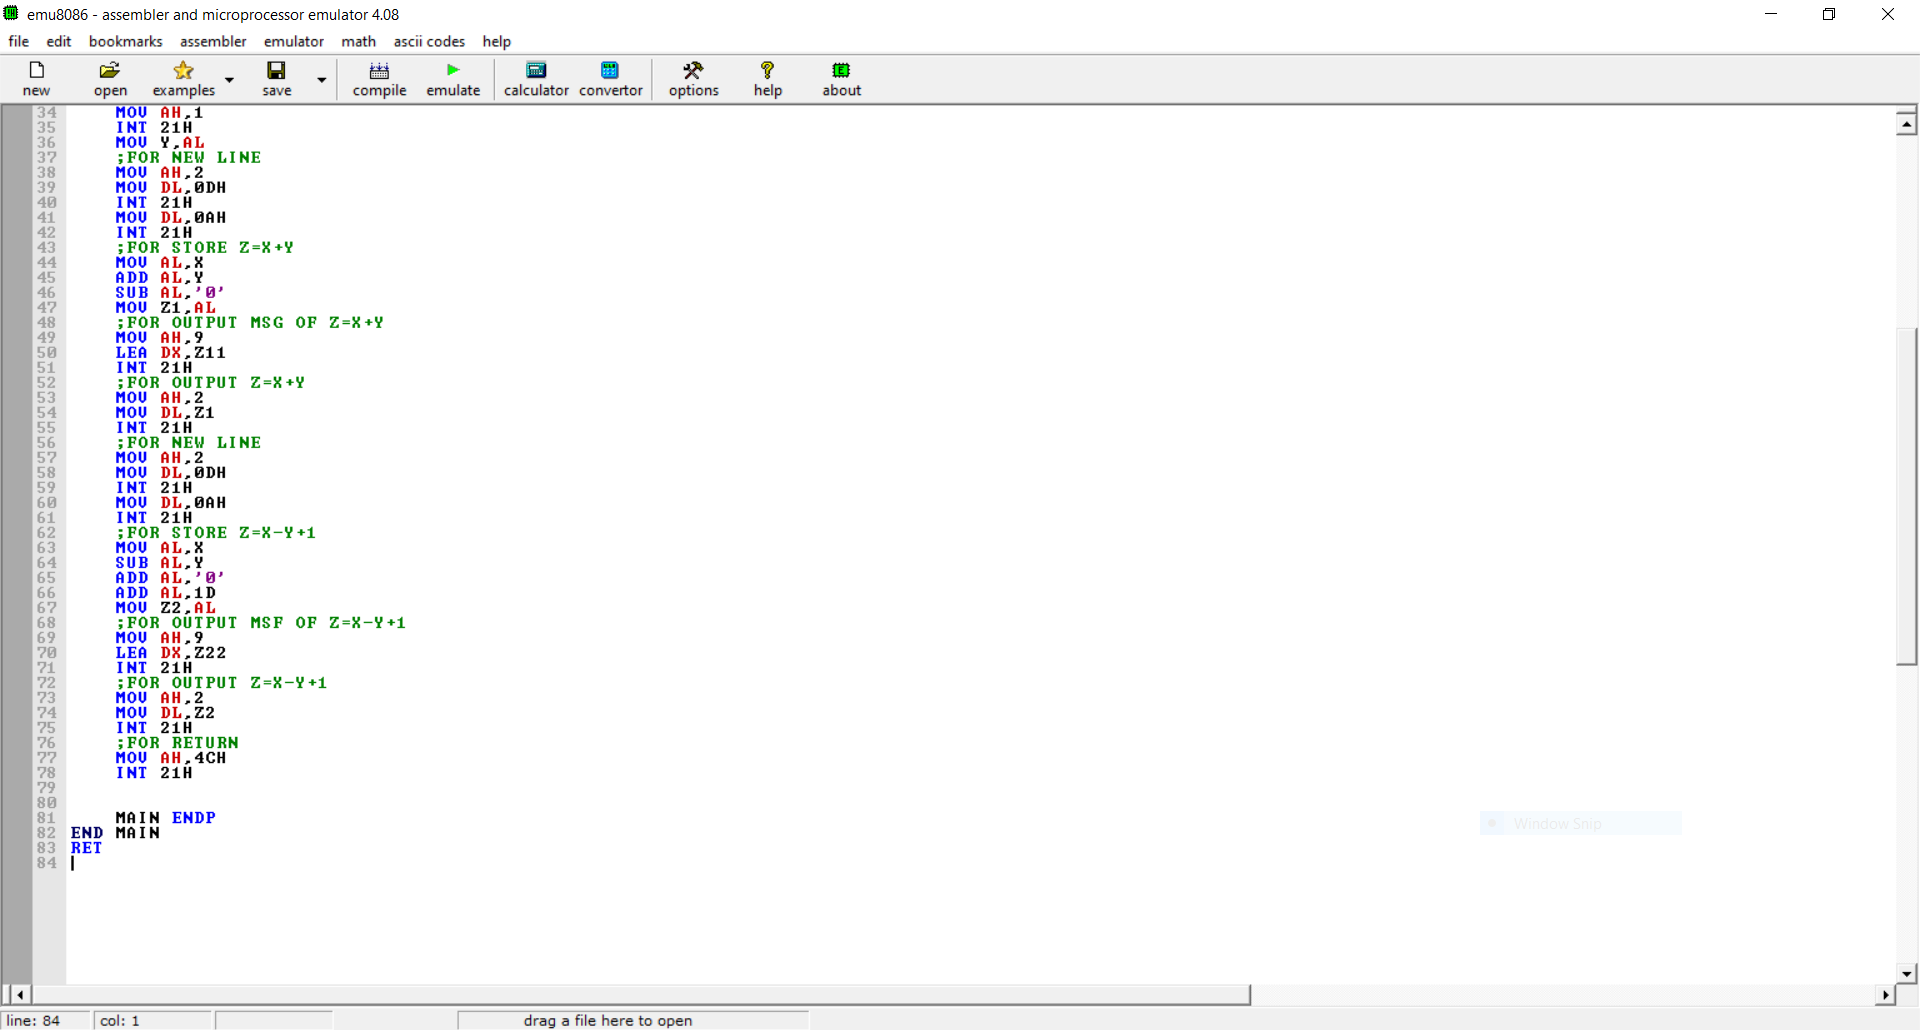 emu8086 - assembler and microprocessor emulator 4.08
file edit bookmarks assembler emulator math ascii codes help
new open examples save compile emulate calculator convertor options help about
34 MOV AH,1
35 INT 21H
36 MOV Y,AL
37 ;FOR NEW LINE
38 MOV AH,2
39 MOV DL,0DH
40 INT 21H
41 MOV DL,0AH
42 INT 21H
43 ;FOR STORE Z=X+Y
44 MOV AL,X
45 ADD AL,Y
46 SUB AL,'0'
47 MOV Z1,AL
48 ;FOR OUTPUT MSG OF Z=X+Y
49 MOV AH,9
50 LEA DX,Z11
51 INT 21H
52 ;FOR OUTPUT Z=X+Y
53 MOV AH,2
54 MOV DL,Z1
55 INT 21H
56 ;FOR NEW LINE
57 MOV AH,2
58 MOV DL,0DH
59 INT 21H
60 MOV DL,0AH
61 INT 21H
62 ;FOR STORE Z=X-Y+1
63 MOV AL,X
64 SUB AL,Y
65 ADD AL,'0'
66 ADD AL,1D
67 MOV Z2,AL
68 ;FOR OUTPUT MSF OF Z=X-Y+1
69 MOV AH,9
70 LEA DX,Z22
71 INT 21H
72 ;FOR OUTPUT Z=X-Y+1
73 MOV AH,2
74 MOV DL,Z2
75 INT 21H
76 ;FOR RETURN
77 MOV AH,4CH
78 INT 21H
79
80
81 MAIN ENDP
82 END MAIN
83 RET
84
Window Snip
line: 84 col: 1 drag a file here to open